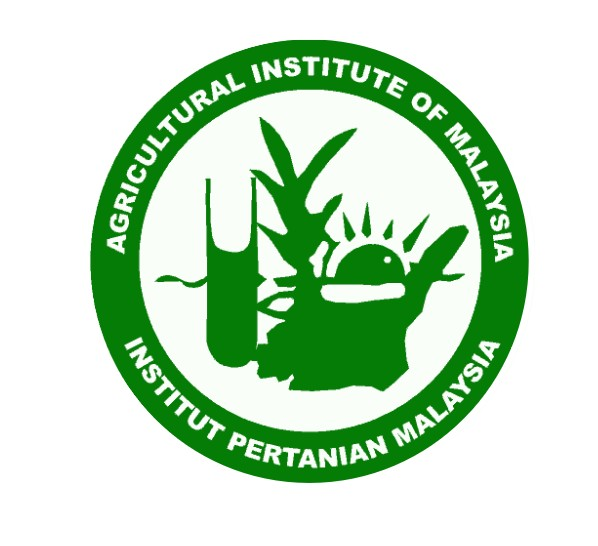 AGRICULTURAL INSTITUTE OF MALAYSIA
INSTITUT PERTANIAN MALAYSIA